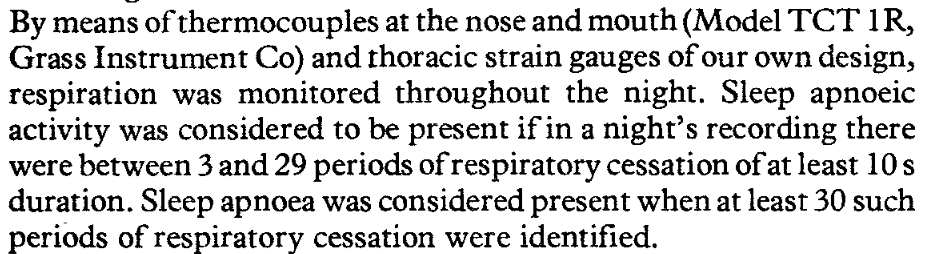 By means of thermocouples at the nose and mouth (Model TCT 1R,
Grass Instrument Co) and thoracic strain gauges of our own design,
respiration was monitored throughout the night. Sleep apnoeic
activity was considered to be present if in a night's recording there
were between 3 and 29 periods of respiratory cessation of at least 10 s
duration. Sleep apnoea was considered present when at least 30 such
periods of respiratory cessation were identified.